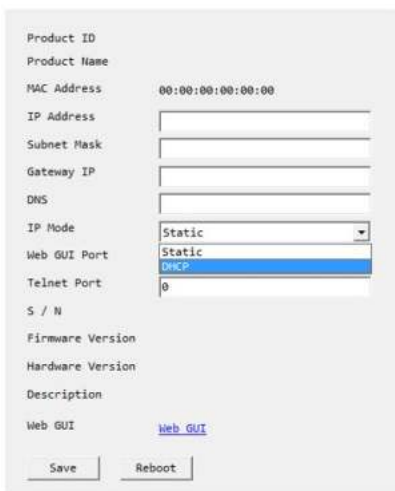 Product ID
Product Name
MAC Address 00:00:00:00:00:00
IP Address
Subnet Mask
Gateway IP
DNS
IP Mode Static
Static
Web GUI Port
DHCP
Telnet Port 0
S / N
Firmware Version
Hardware Version
Description
Web GUI Web GUI
Save Reboot